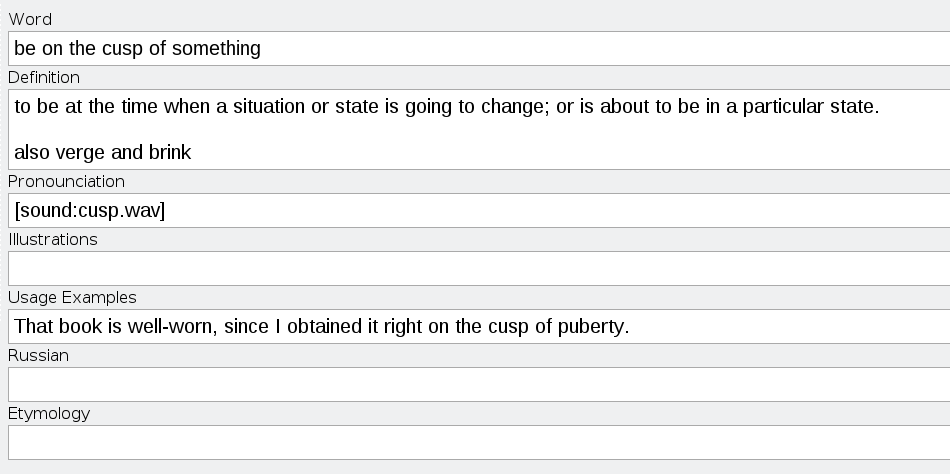 Word
be on the cusp of something
Definition
to be at the time when a situation or state is going to change; or is about to be in a particular state.
also verge and brink
Pronounciation
[sound:cusp.wav]
Illustrations
Usage Examples
That book is well-worn, since I obtained it right on the cusp of puberty.
Russian
Etymology